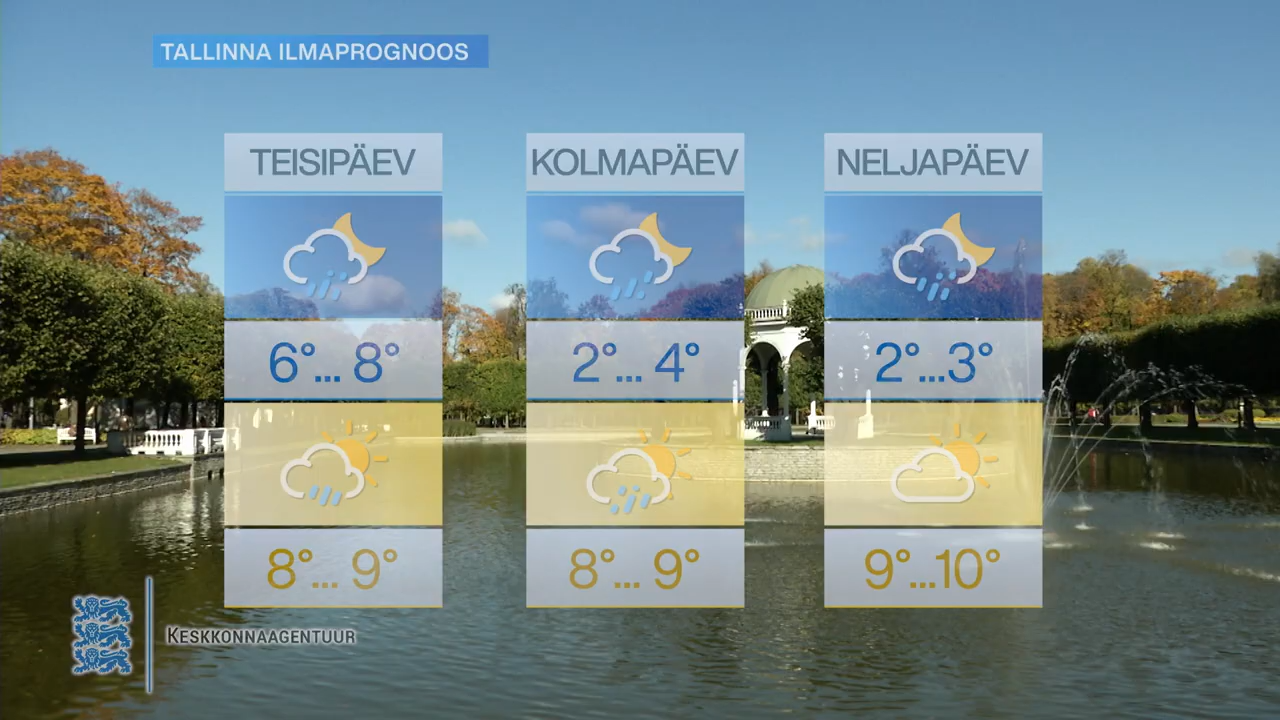 TALLINNA ILMAPROGNOOS
TEISIPÄEV
6°... 8°
8°... 9°
KOLMAPÄEV
2°... 4°
8°... 9°
NELJAPÄEV
2°...3°
9°...10°
KESKKONNAAGENTUUR